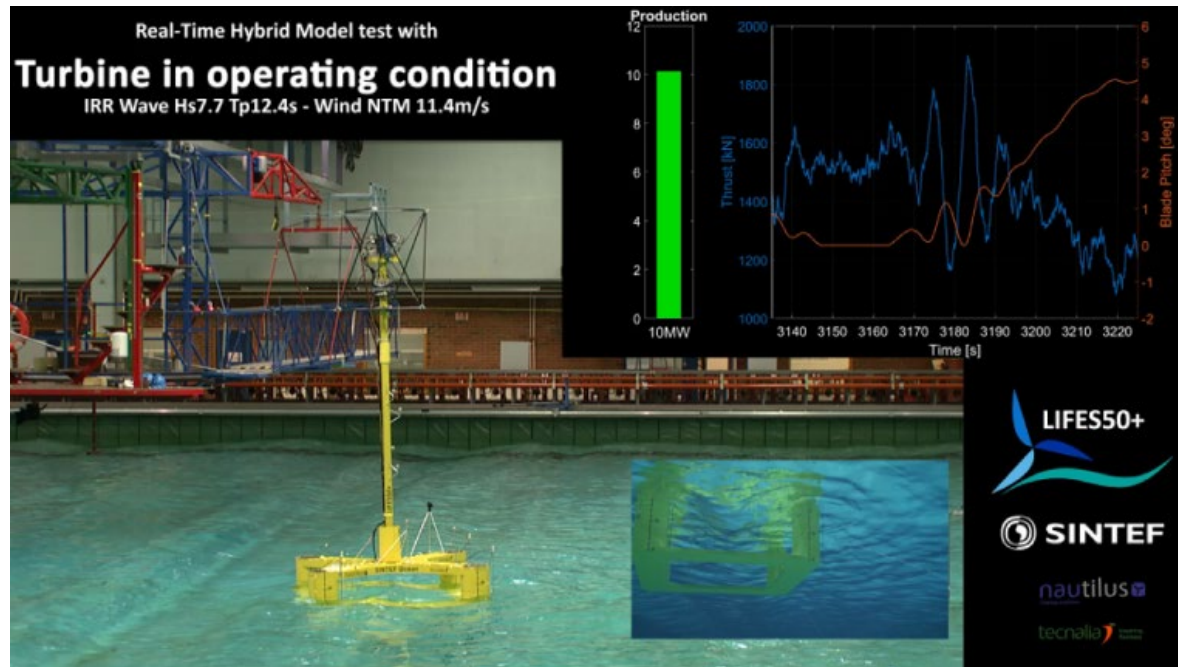 Real-Time Hybrid Model test with
Turbine in operating condition
IRR Wave Hs7.7 Tp12.4s - Wind NTM 11.4m/s
Production
12
10
8
6
4
2
0
10MW
2000
1800
1600
1400
1200
1000
Thrust [kN]
6
5
4
3
2
1
0
-1
-2
Blade Pitch [deg]
3140 3150 3160 3170 3180 3190 3200 3210 3220
Time [s]
SINTEF Ocean
LIFES50+
SINTEF
nautilus
tecnalia